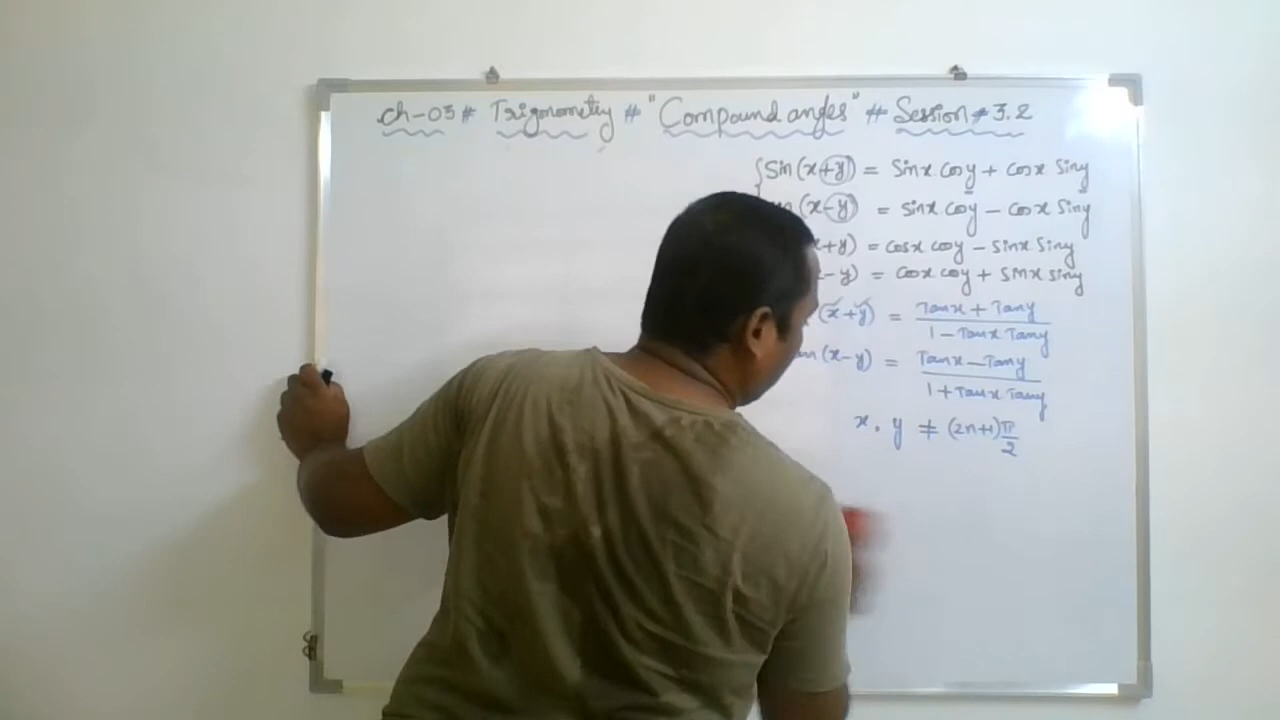 Ch-03 # Trigonometry # "Compound angles" # Session # 3.2
Sin (x+y) = Sinx Cosy + Cosx Siny
(x-y) = Sinx Cosy - Cosx Siny
x+y) = Cosx Cosy - Sinx Siny
x-y) = Cosx Cosy + Sinx Siny
(x+y) = Tanx + Tany / 1 - Tanx Tany
an (x-y) = Tanx - Tany / 1 + Tanx Tany
x, y ≠ (2n+1) π/2